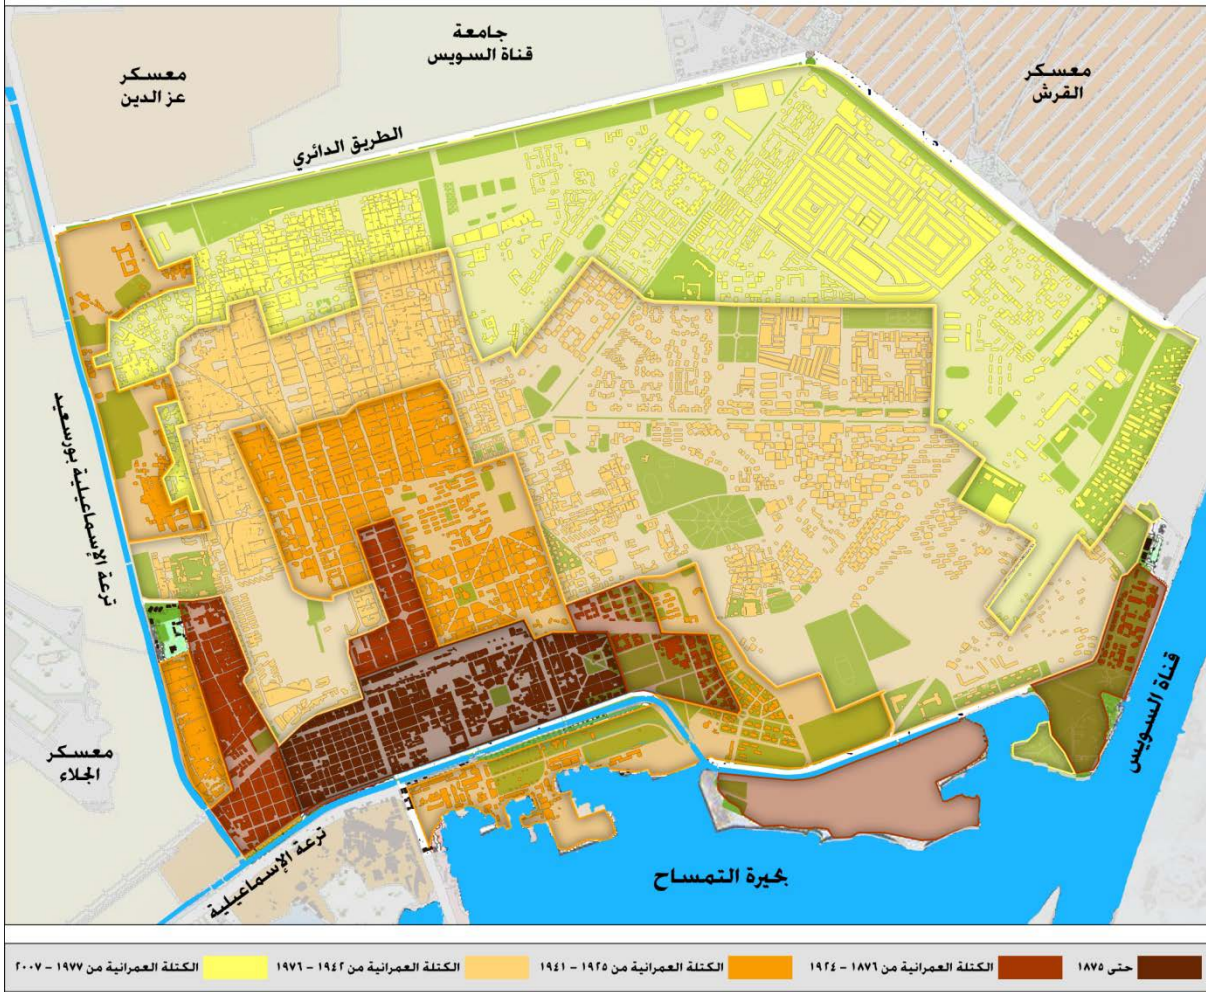 جامعة
قناة السويس
معسكر
القرش
معسكر
عز الدين
الطريق الدائري
ترعة الإسماعيلية بورسعيد
قناة السويس
معسكر
الجلاء
ترعة الإسماعيلية
بحيرة التمساح
حتى ١٨٧٥
الكتلة العمرانية من ١٨٧٦ - ١٩٢٤
الكتلة العمرانية من ١٩٢٥ - ١٩٤١
الكتلة العمرانية من ١٩٤٢ - ١٩٧٦
الكتلة العمرانية من ١٩٧٧ - ٢٠٠٧